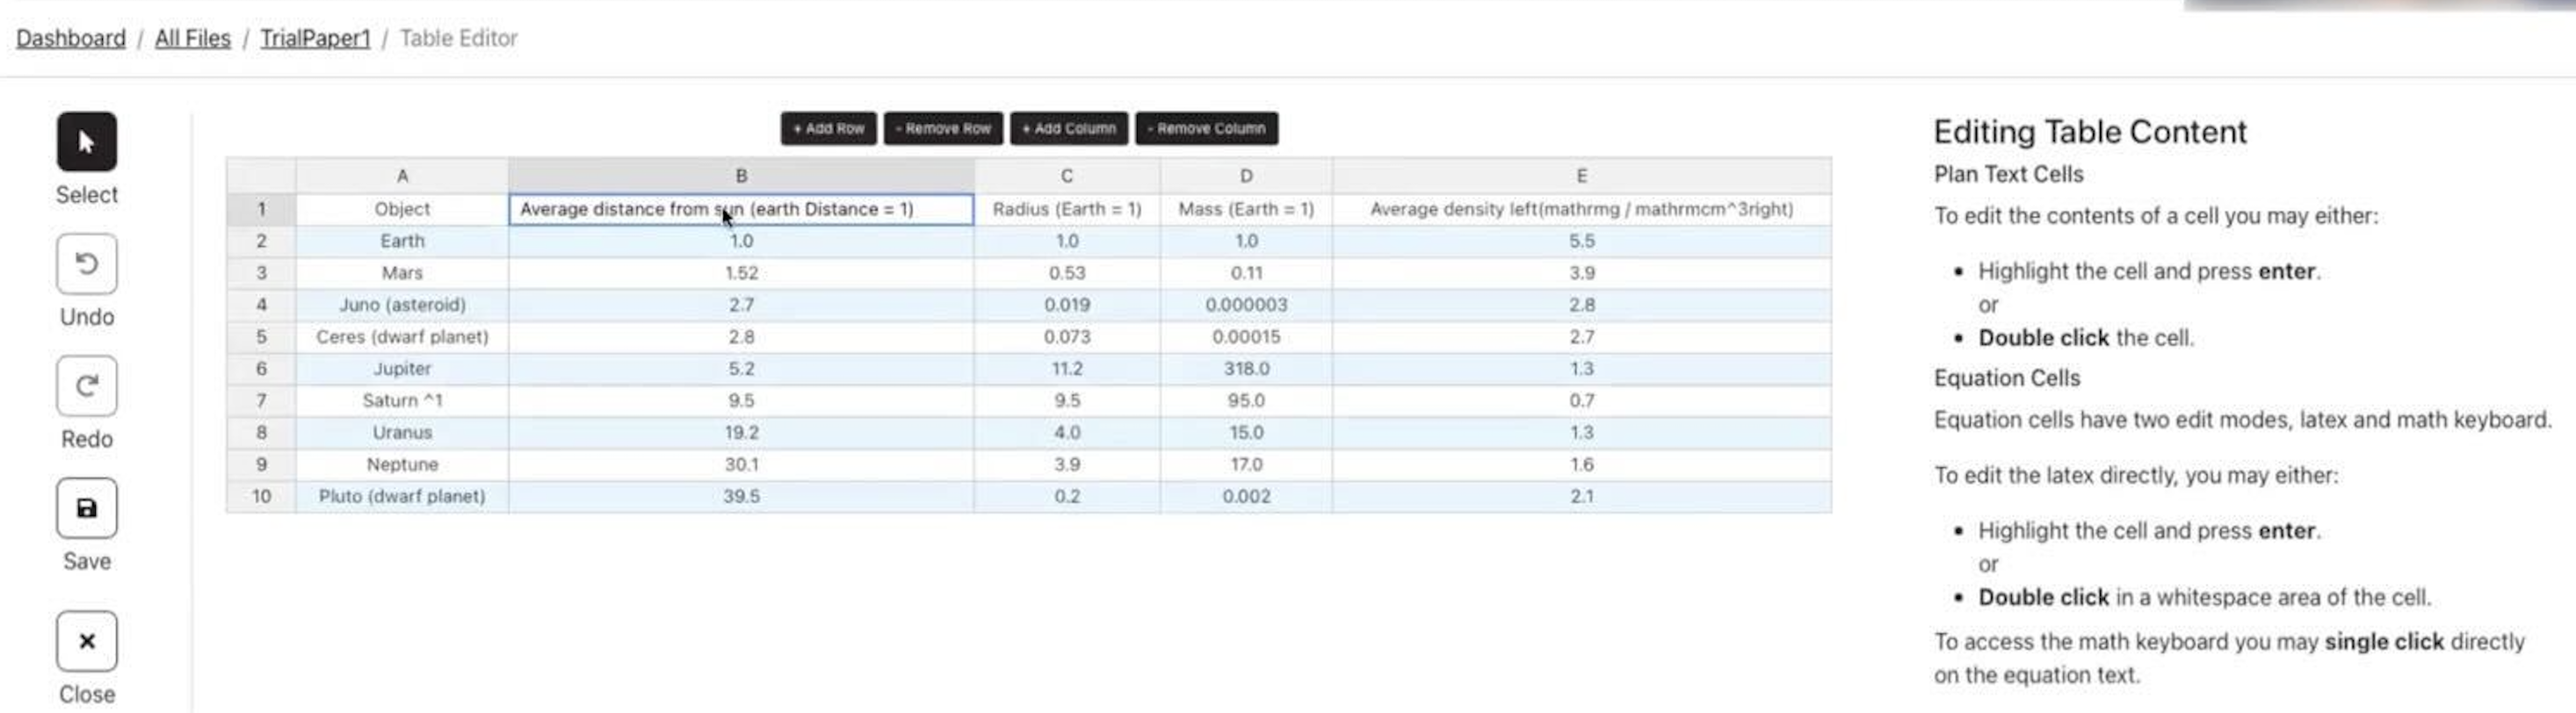 Dashboard / All Files / TrialPaper1 / Table Editor
Select
Undo
Redo
Save
Close
+ Add Row - Remove Row + Add Column - Remove Column
A B C D E
1 Object Average distance from sun (earth Distance = 1) Radius (Earth = 1) Mass (Earth = 1) Average density left(mathrmg / mathrmcm^3right)
2 Earth 1.0 1.0 1.0 5.5
3 Mars 1.52 0.53 0.11 3.9
4 Juno (asteroid) 2.7 0.019 0.000003 2.8
5 Ceres (dwarf planet) 2.8 0.073 0.00015 2.7
6 Jupiter 5.2 11.2 318.0 1.3
7 Saturn ^1 9.5 9.5 95.0 0.7
8 Uranus 19.2 4.0 15.0 1.3
9 Neptune 30.1 3.9 17.0 1.6
10 Pluto (dwarf planet) 39.5 0.2 0.002 2.1
Editing Table Content
Plan Text Cells
To edit the contents of a cell you may either:
• Highlight the cell and press enter.
or
• Double click the cell.
Equation Cells
Equation cells have two edit modes, latex and math keyboard.
To edit the latex directly, you may either:
• Highlight the cell and press enter.
or
• Double click in a whitespace area of the cell.
To access the math keyboard you may single click directly
on the equation text.